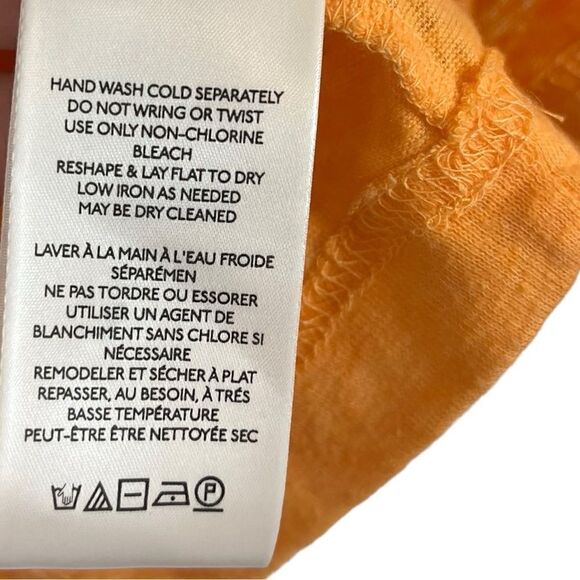 HAND WASH COLD SEPARATELY
DO NOT WRING OR TWIST
USE ONLY NON-CHLORINE
BLEACH
RESHAPE & LAY FLAT TO DRY
LOW IRON AS NEEDED
MAY BE DRY CLEANED
LAVER À LA MAIN À L'EAU FROIDE
SÉPARÉMEN
NE PAS TORDRE OU ESSORER
UTILISER UN AGENT DE
BLANCHIMENT SANS CHLORE SI
NÉCESSAIRE
REMODELER ET SÉCHER À PLAT
REPASSER, AU BESOIN, À TRÉS
BASSE TEMPÉRATURE
PEUT-ÊTRE ÊTRE NETTOYÉE SEC
P